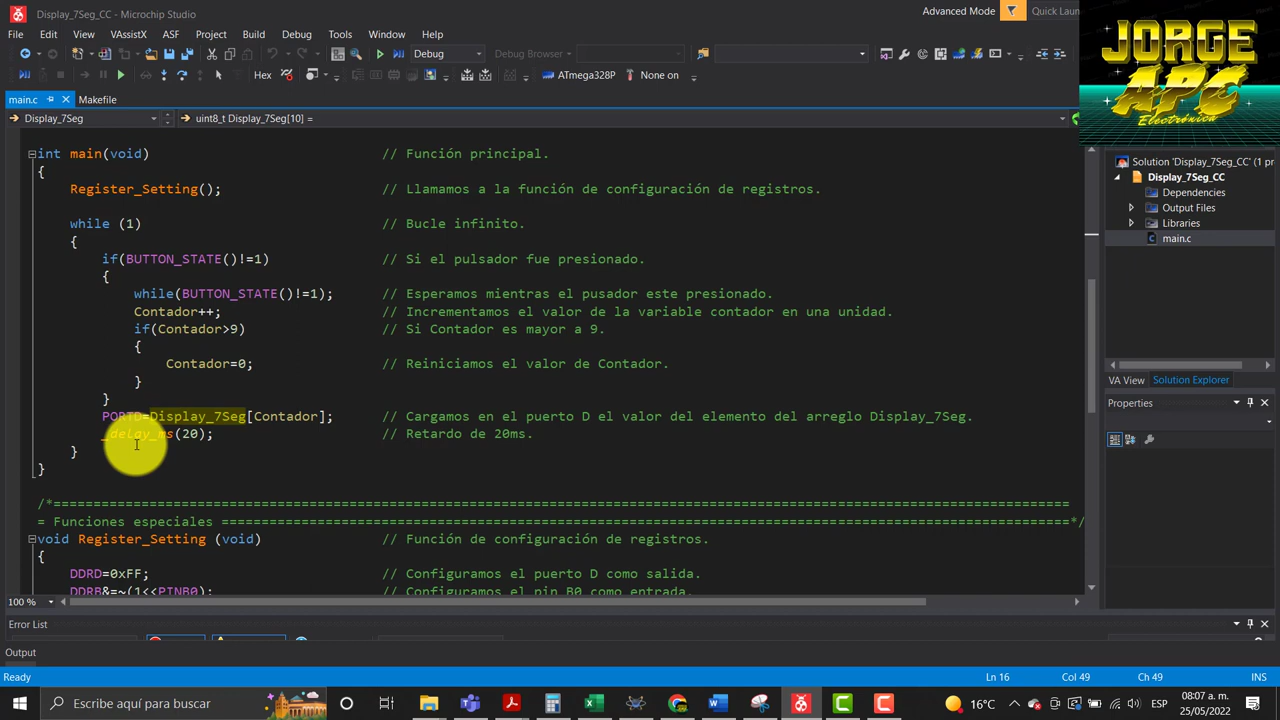 Display_7Seg_CC - Microchip Studio
Advanced Mode
Quick Laun
File Edit View VAssistX ASF Project Build Debug Tools Window Help
Debug
Debug Browser
Hex
ATmega328P
None on
JORGE
APC
Electrónica
main.c
Makefile
Display_7Seg
uint8_t Display_7Seg[10] =
int main(void) // Función principal.
{
Register_Setting(); // Llamamos a la función de configuración de registros.
while (1) // Bucle infinito.
{
if(BUTTON_STATE()!=1) // Si el pulsador fue presionado.
{
while(BUTTON_STATE()!=1); // Esperamos mientras el pusador este presionado.
Contador++; // Incrementamos el valor de la variable contador en una unidad.
if(Contador>9) // Si Contador es mayor a 9.
{
Contador=0; // Reiniciamos el valor de Contador.
}
}
PORTD=Display_7Seg[Contador]; // Cargamos en el puerto D el valor del elemento del arreglo Display_7Seg.
_delay_ms(20); // Retardo de 20ms.
}
}
/*===============================================================================================================================
= Funciones especiales ==========================================================================================================*/
void Register_Setting (void) // Función de configuración de registros.
{
DDRD=0xFF; // Configuramos el puerto D como salida.
DDRB&=~(1<<PINB0); // Configuramos el pin B0 como entrada.
100 %
Solution 'Display_7Seg_CC' (1 pr
Display_7Seg_CC
Dependencies
Output Files
Libraries
main.c
VA View
Solution Explorer
Properties
Error List
Output
Ready
Ln 16
Col 49
Ch 49
INS
Escribe aquí para buscar
16°C
ESP
08:07 a. m.
25/05/2022